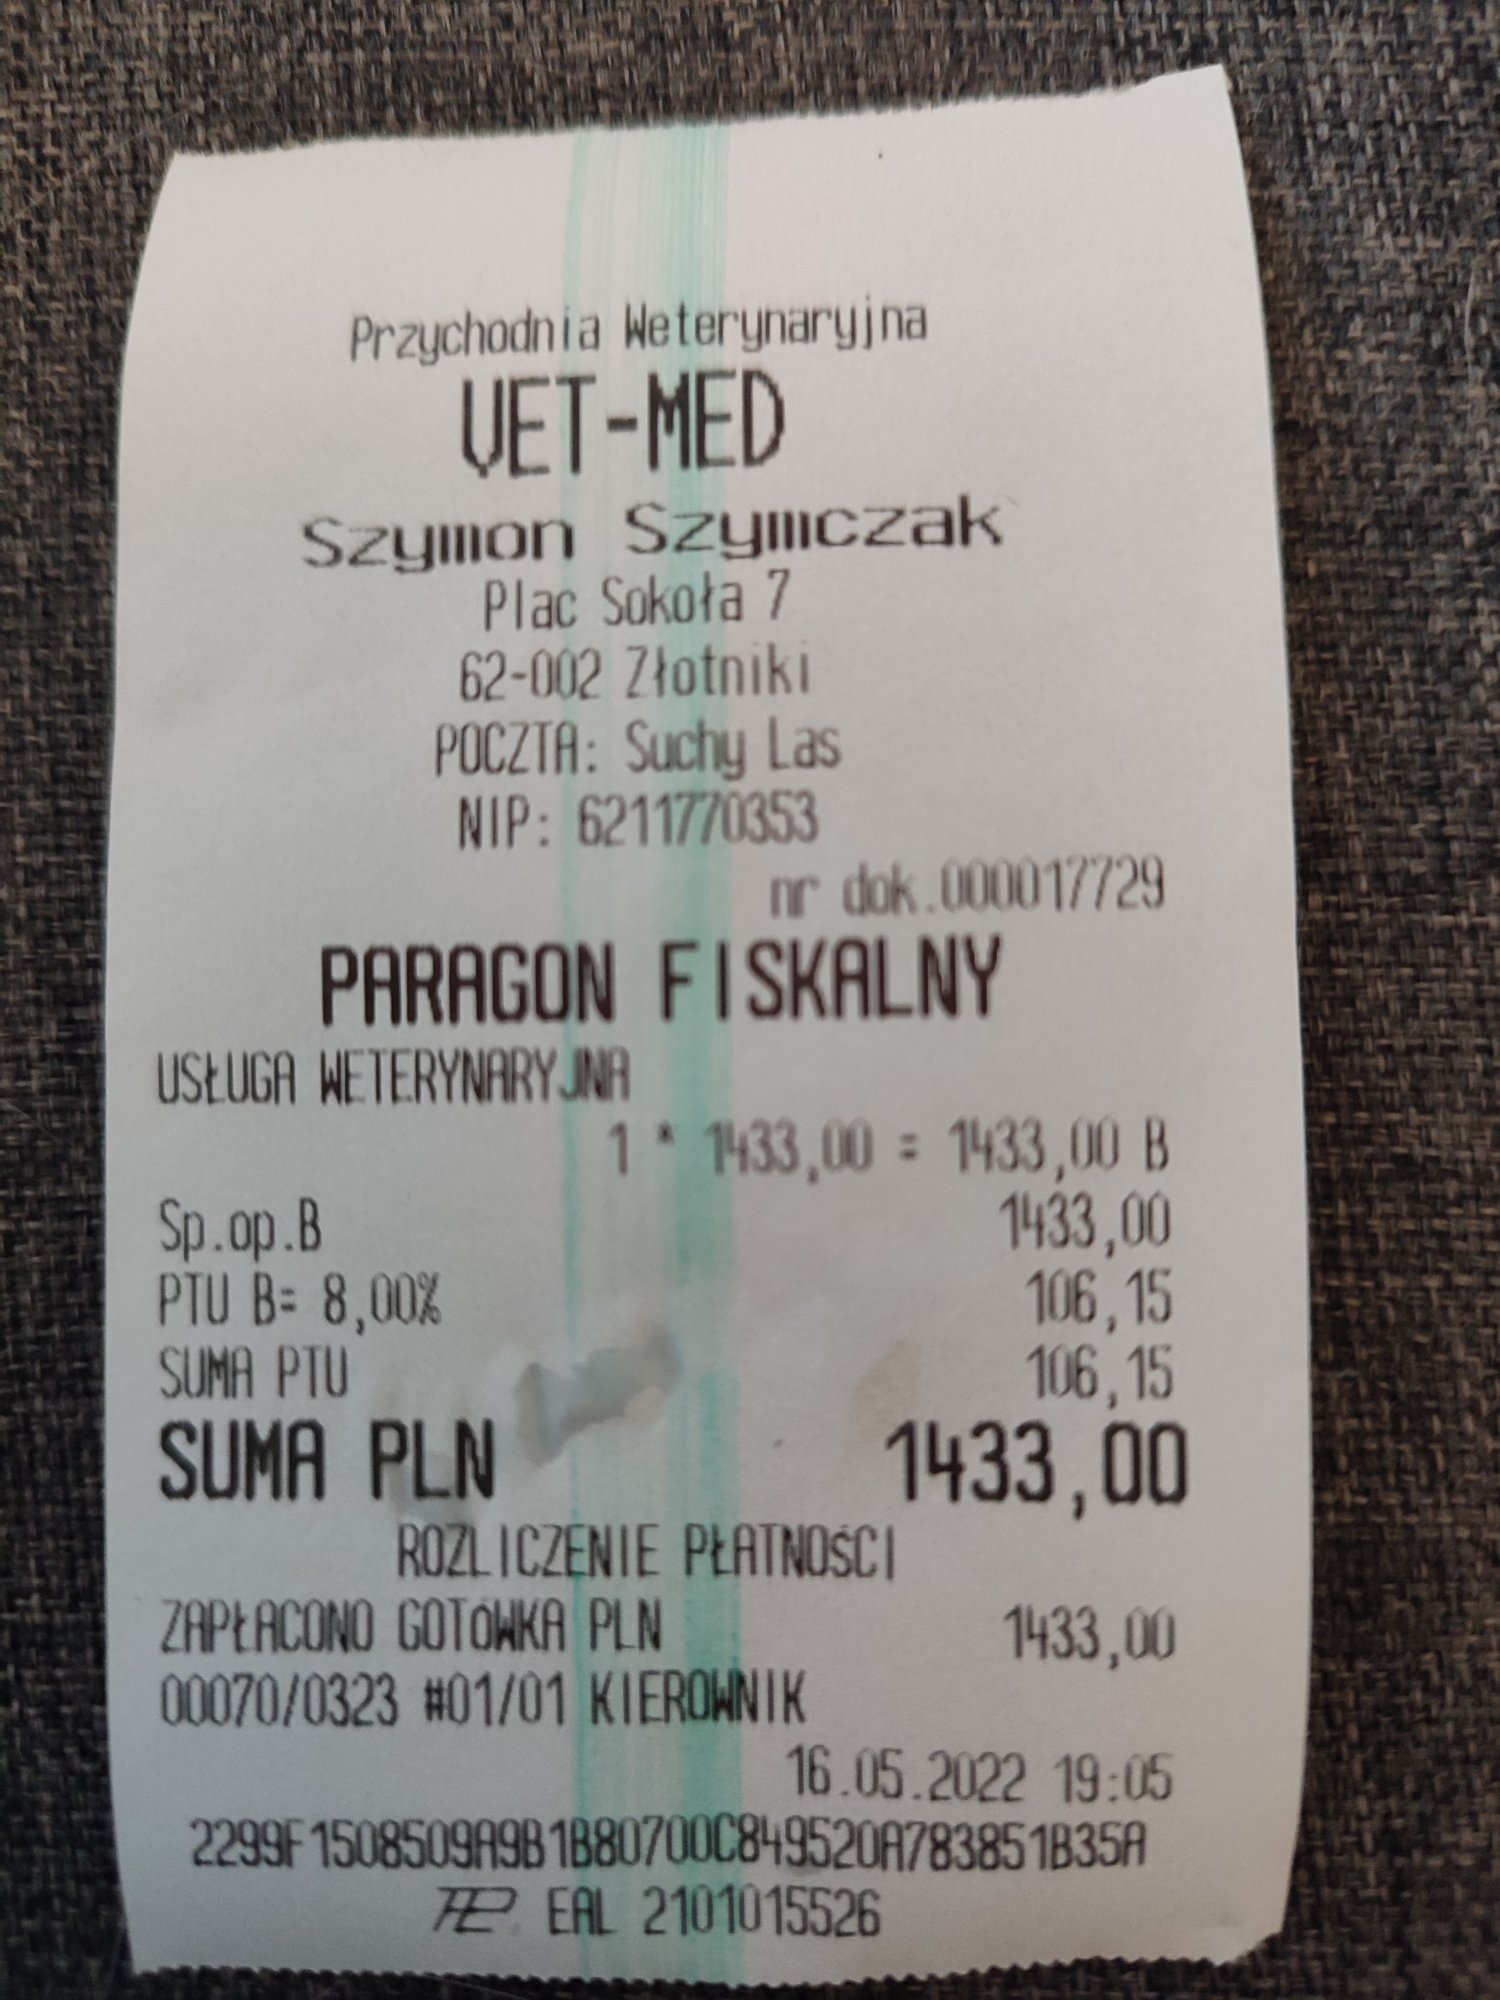 Przychodnia Weterynaryjna
VET-MED
Szymon Szymczak
Plac Sokoła 7
62-002 Złotniki
POCZTA: Suchy Las
NIP: 6211770353
nr dok.000017729
PARAGON FISKALNY
USŁUGA WETERYNARYJNA
1 * 1433,00 = 1433,00 B
Sp.op.B 1433,00
PTU B= 8,00% 106,15
SUMA PTU 106,15
SUMA PLN 1433,00
ROZLICZENIE PŁATNOŚCI
ZAPŁACONO GOTÓWKA PLN 1433,00
00070/0323 #01/01 KIEROWNIK
16.05.2022 19:05
2299F1508509A9B1B80700C849520A783851B35A
EAL 2101015526